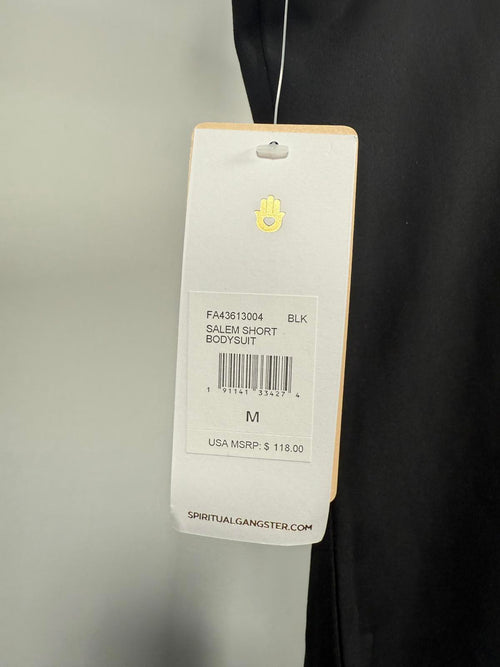 FA43613004 BLK
SALEM SHORT
BODYSUIT
1 91141 33427 4
M
USA MSRP: $ 118.00
SPIRITUALGANGSTER.COM